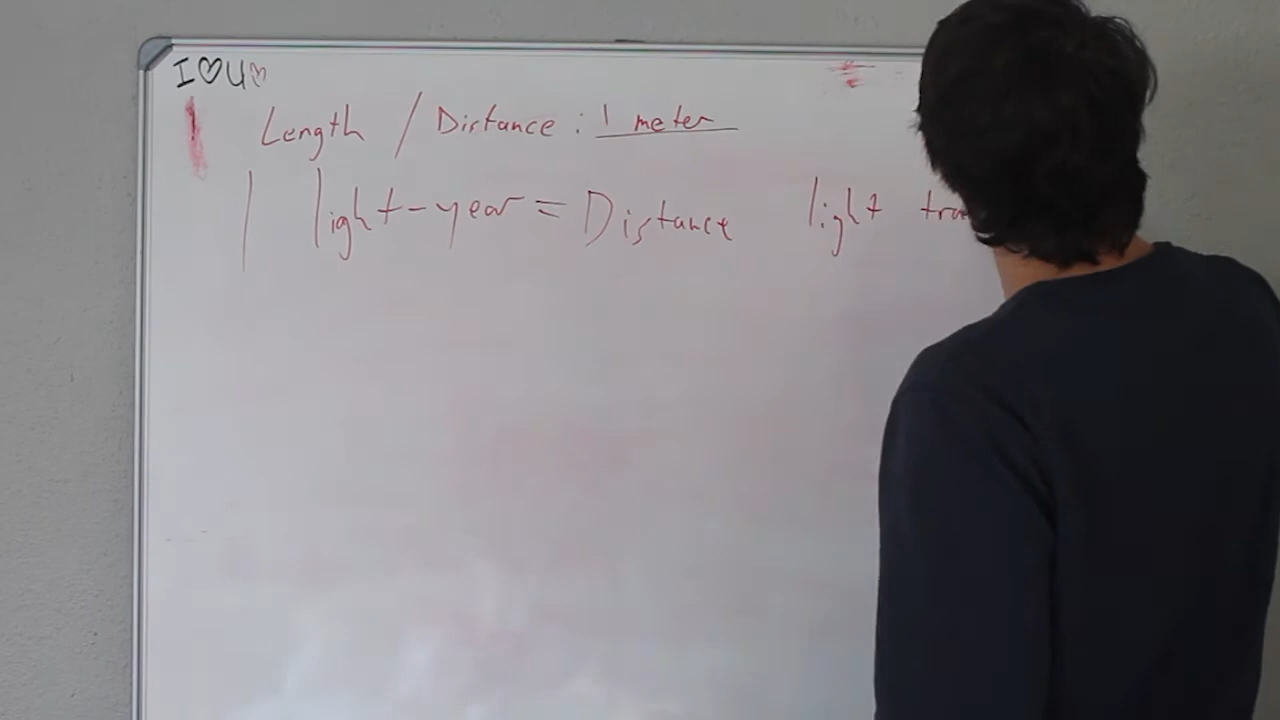 I♡U♡
Length / Distance: 1 meter
1 light-year = Distance light